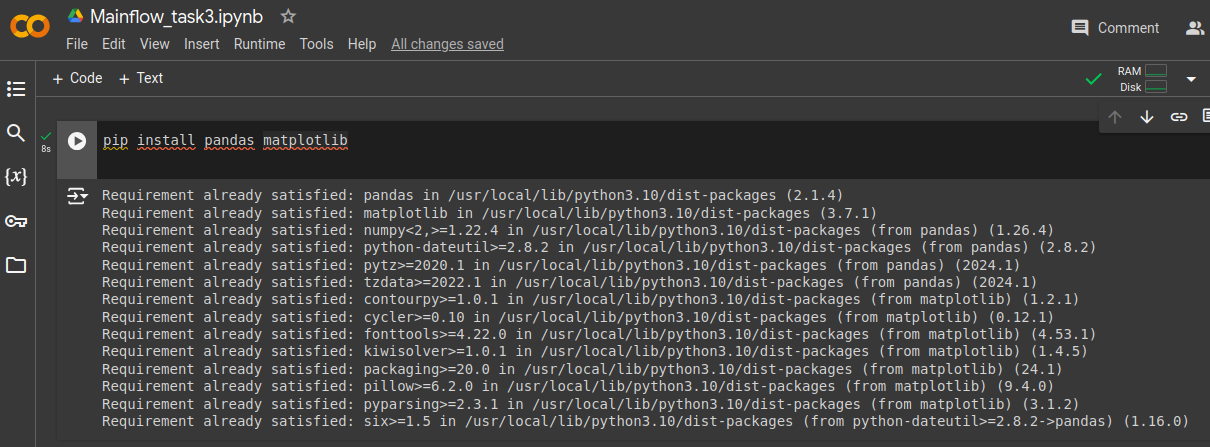 Mainflow_task3.ipynb
File Edit View Insert Runtime Tools Help All changes saved
Comment
+ Code + Text
RAM
Disk
{x}
8s
pip install pandas matplotlib
Requirement already satisfied: pandas in /usr/local/lib/python3.10/dist-packages (2.1.4)
Requirement already satisfied: matplotlib in /usr/local/lib/python3.10/dist-packages (3.7.1)
Requirement already satisfied: numpy<2,>=1.22.4 in /usr/local/lib/python3.10/dist-packages (from pandas) (1.26.4)
Requirement already satisfied: python-dateutil>=2.8.2 in /usr/local/lib/python3.10/dist-packages (from pandas) (2.8.2)
Requirement already satisfied: pytz>=2020.1 in /usr/local/lib/python3.10/dist-packages (from pandas) (2024.1)
Requirement already satisfied: tzdata>=2022.1 in /usr/local/lib/python3.10/dist-packages (from pandas) (2024.1)
Requirement already satisfied: contourpy>=1.0.1 in /usr/local/lib/python3.10/dist-packages (from matplotlib) (1.2.1)
Requirement already satisfied: cycler>=0.10 in /usr/local/lib/python3.10/dist-packages (from matplotlib) (0.12.1)
Requirement already satisfied: fonttools>=4.22.0 in /usr/local/lib/python3.10/dist-packages (from matplotlib) (4.53.1)
Requirement already satisfied: kiwisolver>=1.0.1 in /usr/local/lib/python3.10/dist-packages (from matplotlib) (1.4.5)
Requirement already satisfied: packaging>=20.0 in /usr/local/lib/python3.10/dist-packages (from matplotlib) (24.1)
Requirement already satisfied: pillow>=6.2.0 in /usr/local/lib/python3.10/dist-packages (from matplotlib) (9.4.0)
Requirement already satisfied: pyparsing>=2.3.1 in /usr/local/lib/python3.10/dist-packages (from matplotlib) (3.1.2)
Requirement already satisfied: six>=1.5 in /usr/local/lib/python3.10/dist-packages (from python-dateutil>=2.8.2->pandas) (1.16.0)